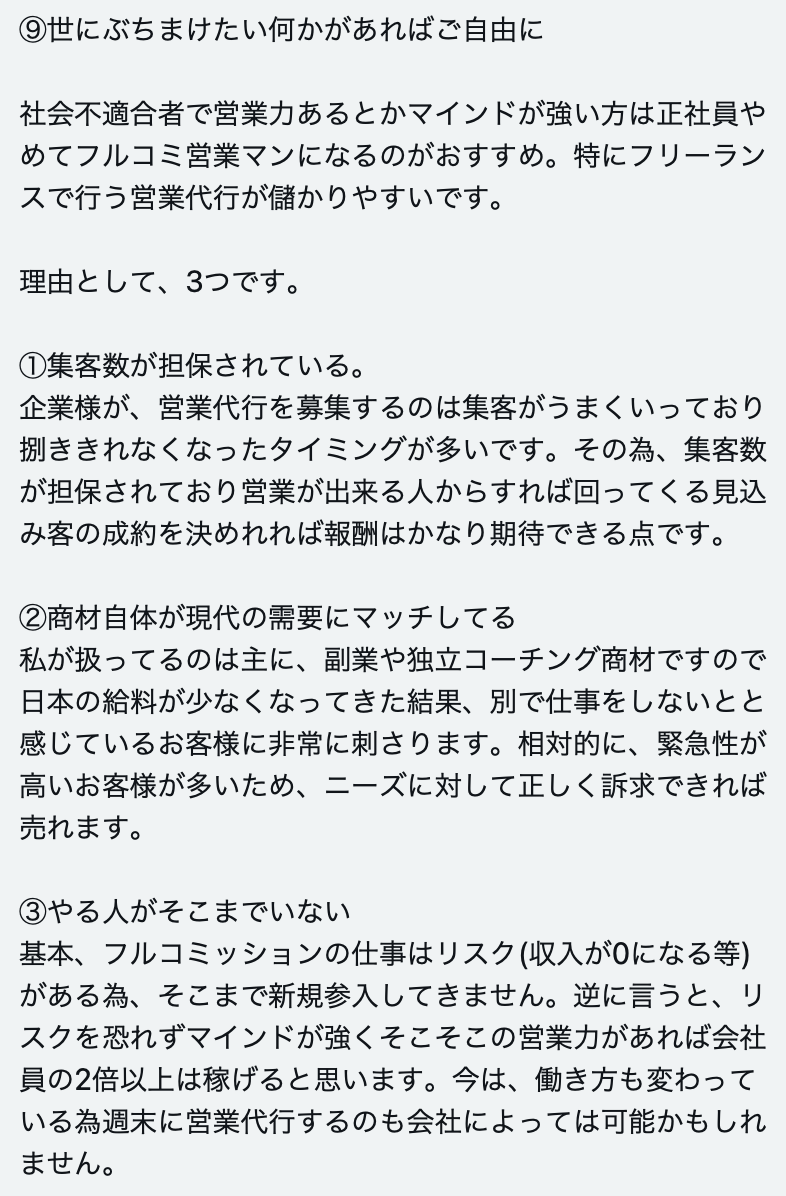 ⑨世にぶちまけたい何かがあればご自由に
社会不適合者で営業力あるとかマインドが強い方は正社員や
めてフルコミ営業マンになるのがおすすめ。特にフリーラン
スで行う営業代行が儲かりやすいです。
理由として、3つです。
①集客数が担保されている。
企業様が、営業代行を募集するのは集客がうまくいっており
捌ききれなくなったタイミングが多いです。その為、集客数
が担保されており営業が出来る人からすれば回ってくる見込
み客の成約を決めれれば報酬はかなり期待できる点です。
②商材自体が現代の需要にマッチしてる
私が扱ってるのは主に、副業や独立コーチング商材ですので
日本の給料が少なくなってきた結果、別で仕事をしないとと
感じているお客様に非常に刺さります。相対的に、緊急性が
高いお客様が多いため、ニーズに対して正しく訴求できれば
売れます。
③やる人がそこまでいない
基本、フルコミッションの仕事はリスク(収入が0になる等)
がある為、そこまで新規参入してきません。逆に言うと、リ
スクを恐れずマインドが強くそこそこの営業力があれば会社
員の2倍以上は稼げると思います。今は、働き方も変わって
いる為週末に営業代行するのも会社によっては可能かもしれ
ません。